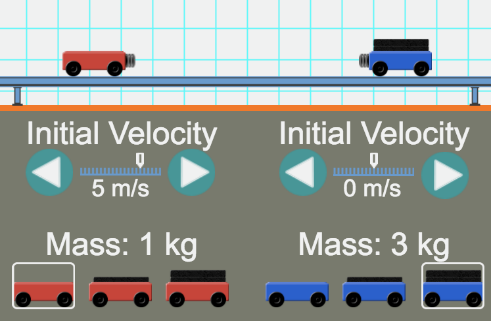 Initial Velocity
Initial Velocity
5 m/s
0 m/s
Mass: 1 kg
Mass: 3 kg